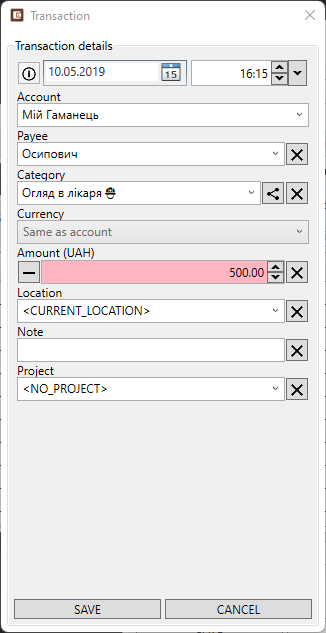 Transaction
Transaction details
10.05.2019 15 16:15
Account
Мій Гаманець
Payee
Осипович
Category
Огляд в лікаря
Currency
Same as account
Amount (UAH)
500.00
Location
<CURRENT_LOCATION>
Note
Project
<NO_PROJECT>
SAVE CANCEL